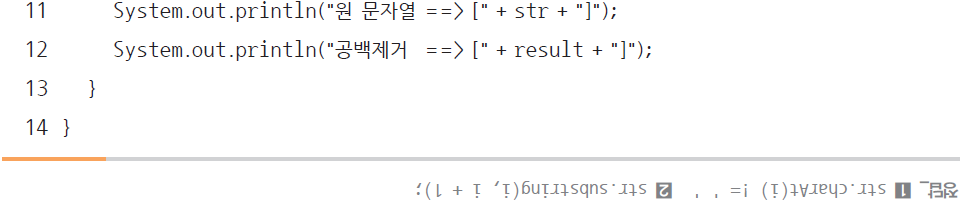 11 System.out.println("원 문자열 ==> [" + str + "]");
12 System.out.println("공백제거 ==> [" + result + "]");
13 }
14 }
정답_ 1 str.charAt(i) != ' ' 2 str.substring(i, i + 1);